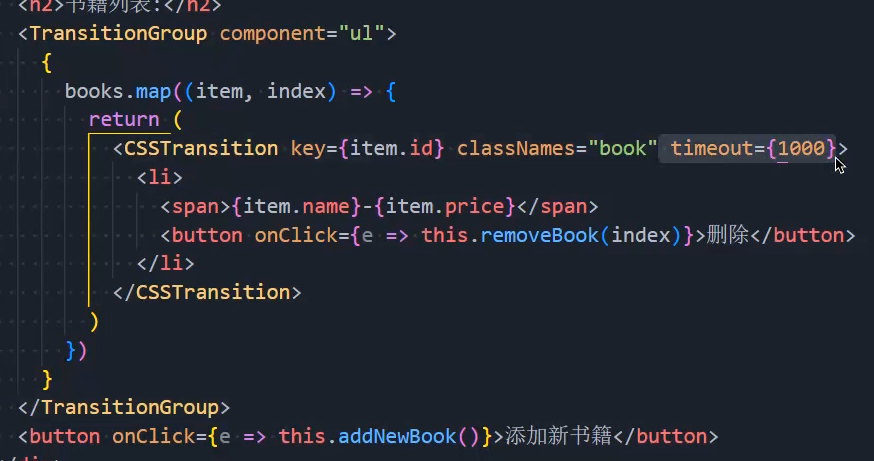 <h2>书籍列表:</h2>
<TransitionGroup component="ul">
{
books.map((item, index) => {
return (
<CSSTransition key={item.id} classNames="book" timeout={1000}>
<li>
<span>{item.name}-{item.price}</span>
<button onClick={e => this.removeBook(index)}>删除</button>
</li>
</CSSTransition>
)
})
}
</TransitionGroup>
<button onClick={e => this.addNewBook()}>添加新书籍</button>
</div>